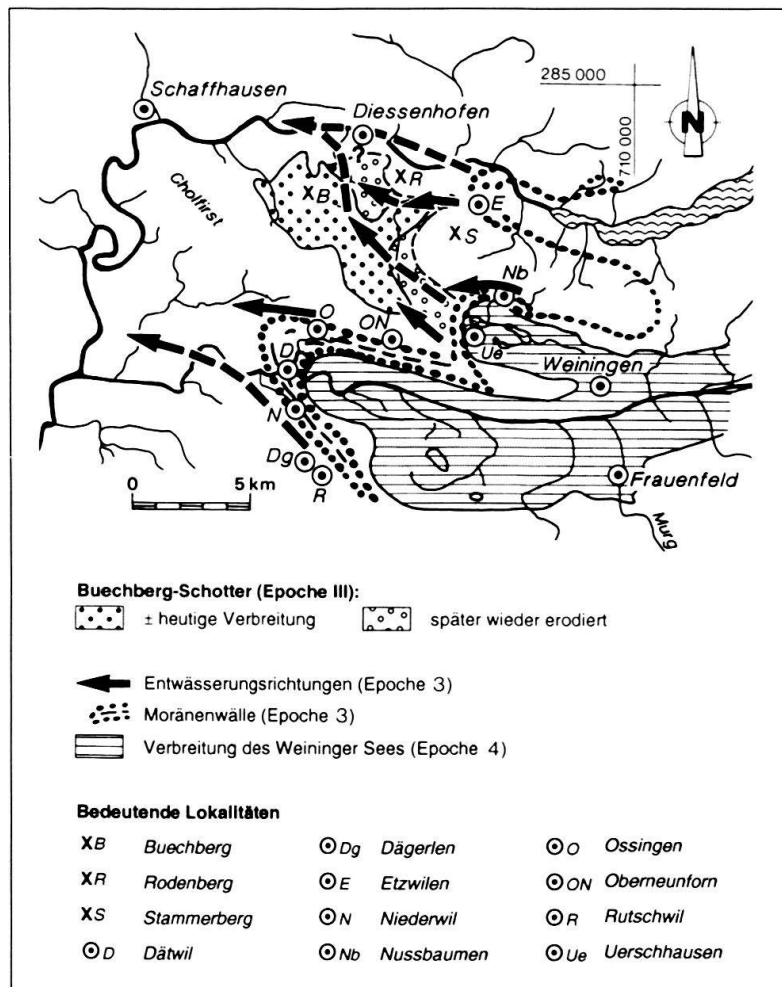 Schaffhausen
285 000
710 000
N
Diessenhofen
Cholfirst
XB
XR
E
XS
Nb
O
ON
Ue
D
Weiningen
N
Dg
R
Frauenfeld
Murg
0 5 km
Buechberg-Schotter (Epoche III):
± heutige Verbreitung später wieder erodiert
Entwässerungsrichtungen (Epoche 3)
Moränenwälle (Epoche 3)
Verbreitung des Weininger Sees (Epoche 4)
Bedeutende Lokalitäten
XB Buechberg Dg Dägerlen O Ossingen
XR Rodenberg E Etzwilen ON Oberneunforn
XS Stammerberg N Niederwil R Rutschwil
D Dätwil Nb Nussbaumen Ue Uerschhausen